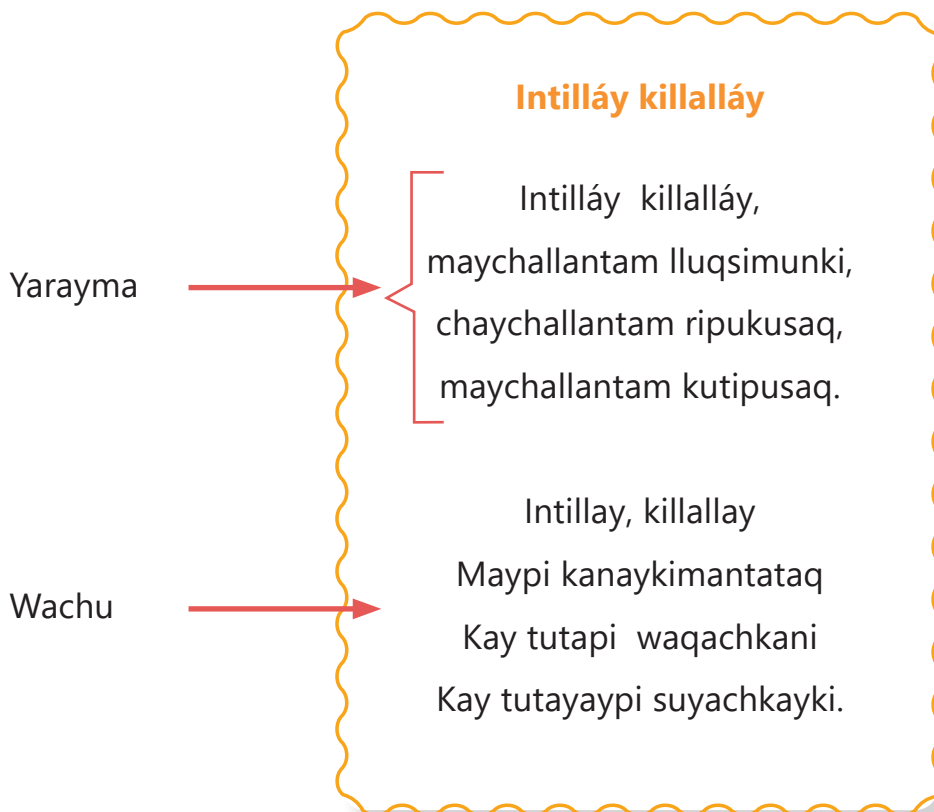 Intilláy killalláy
Yarayma
Intilláy killalláy,
maychallantam lluqsimunki,
chaychallantam ripukusaq,
maychallantam kutipusaq.
Wachu
Intillay, killallay
Maypi kanaykimantataq
Kay tutapi waqachkani
Kay tutayaypi suyachkayki.